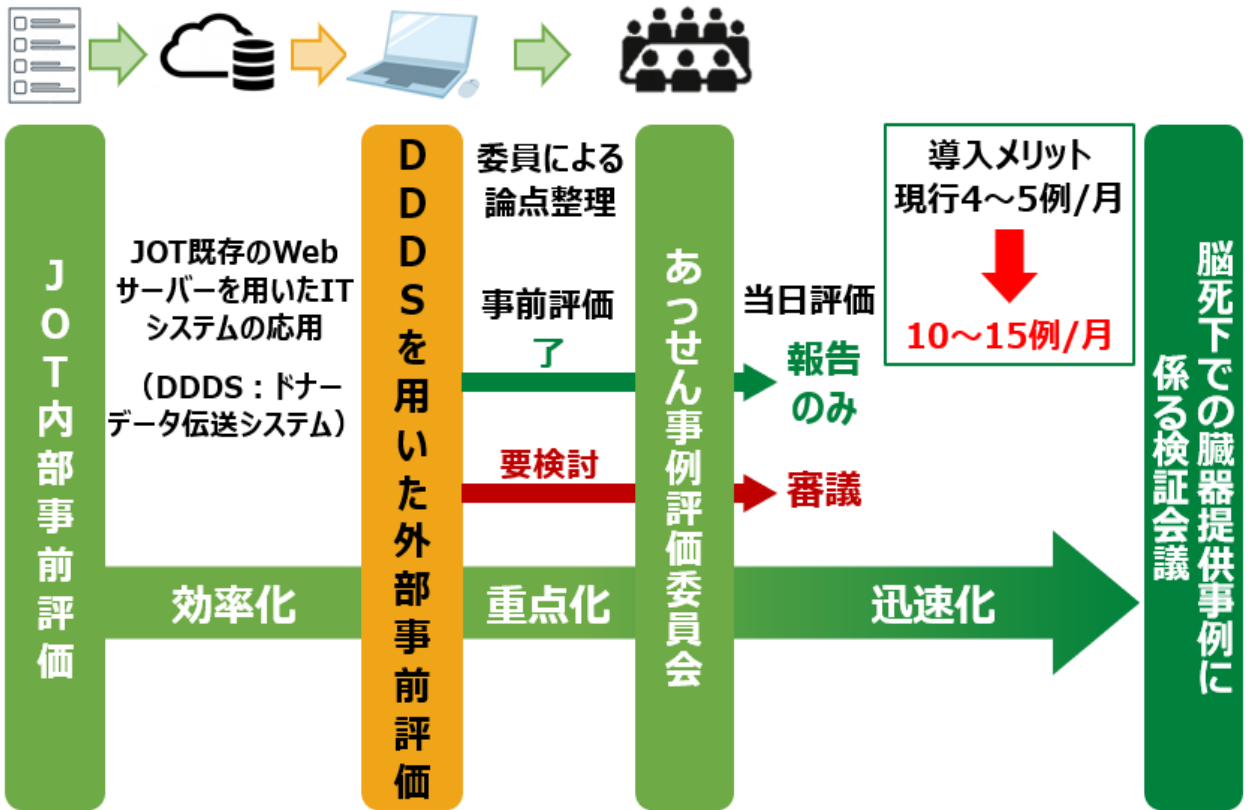 JOT内部事前評価
JOT既存のWeb
サーバーを用いたIT
システムの応用
（DDDS：ドナー
データ伝送システム）
効率化
DDDSを用いた外部事前評価
委員による
論点整理
事前評価
了
要検討
重点化
あっせん事例評価委員会
当日評価
報告
のみ
審議
迅速化
導入メリット
現行4～5例/月
10～15例/月
脳死下での臓器提供事例に
係る検証会議